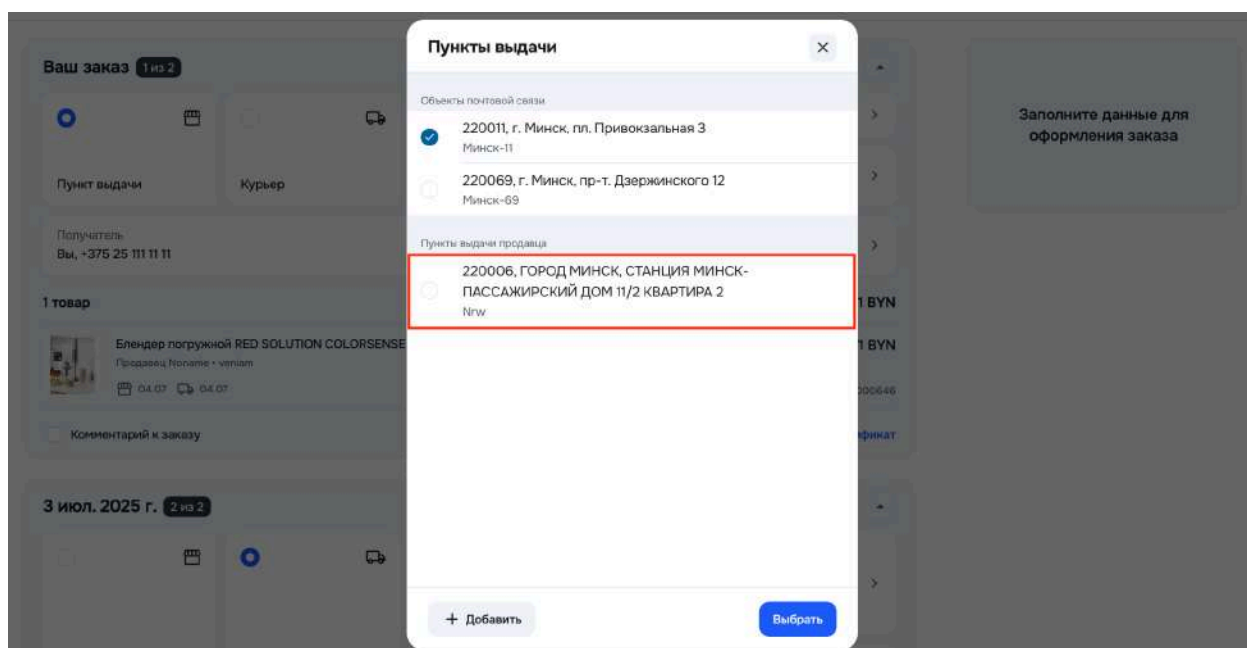 Ваш заказ 1 из 2
Пункт выдачи
Курьер
Получатель
Вы, +375 25 111 11 11
1 товар
Блендер погружной RED SOLUTION COLORSENSE
Продавец Noname • veniam
04.07 04.07
Комментарий к заказу
3 июл. 2025 г. 2 из 2
Пункты выдачи
Объекты почтовой связи
220011, г. Минск, пл. Привокзальная 3
Минск-11
220069, г. Минск, пр-т. Дзержинского 12
Минск-69
Пункты выдачи продавца
220006, ГОРОД МИНСК, СТАНЦИЯ МИНСК-
ПАССАЖИРСКИЙ ДОМ 11/2 КВАРТИРА 2
Nrw
+ Добавить
Выбрать
1 BYN
1 BYN
000646
фикат
Заполните данные для
оформления заказа